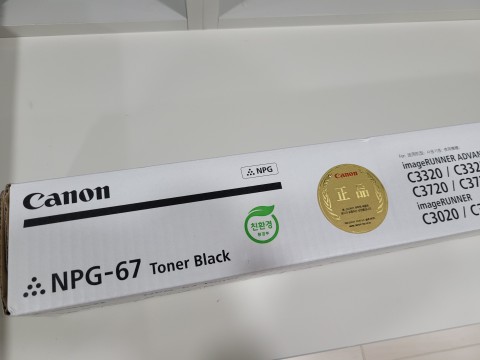 Canon
NPG
NPG-67 Toner Black
친환경
Canon
正品
imageRUNNER ADVAN
C3320 / C332
C3720 / C37
imageRUNNER
C3020 / C